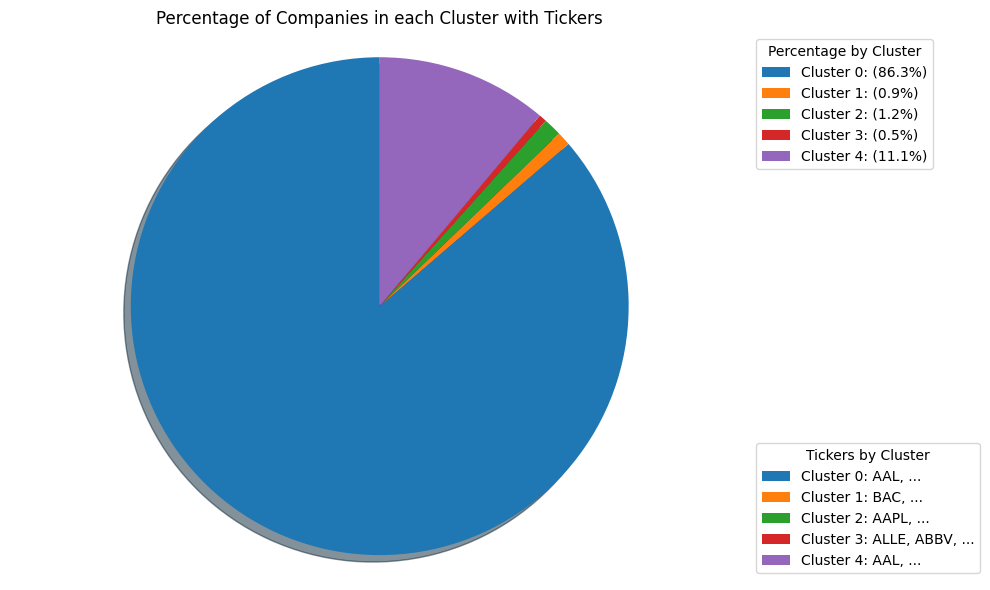 Percentage of Companies in each Cluster with Tickers
Percentage by Cluster
Cluster 0: (86.3%)
Cluster 1: (0.9%)
Cluster 2: (1.2%)
Cluster 3: (0.5%)
Cluster 4: (11.1%)
Tickers by Cluster
Cluster 0: AAL, ...
Cluster 1: BAC, ...
Cluster 2: AAPL, ...
Cluster 3: ALLE, ABBV, ...
Cluster 4: AAL, ...